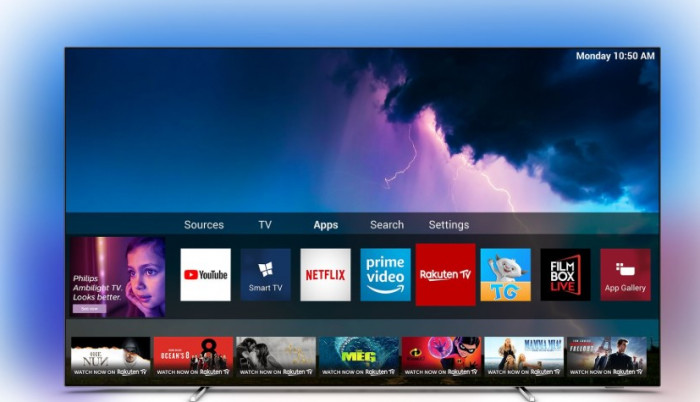 Monday 10:50 AM
Sources TV Apps Search Settings
Philips
Ambilight TV.
Looks better.
YouTube
Smart TV
NETFLIX
prime
video
Rakuten TV
TG
FILM
BOX
LIVE
App Gallery
THE
NUN
WATCH NOW ON Rakuten TV
OCEAN'S 8
WATCH NOW ON Rakuten TV
WATCH NOW ON Rakuten TV
MEG
WATCH NOW ON Rakuten TV
WATCH NOW ON Rakuten TV
MAMMA MIA!
WATCH NOW ON Rakuten TV
FALLOUT
WATCH NOW ON Rakuten TV